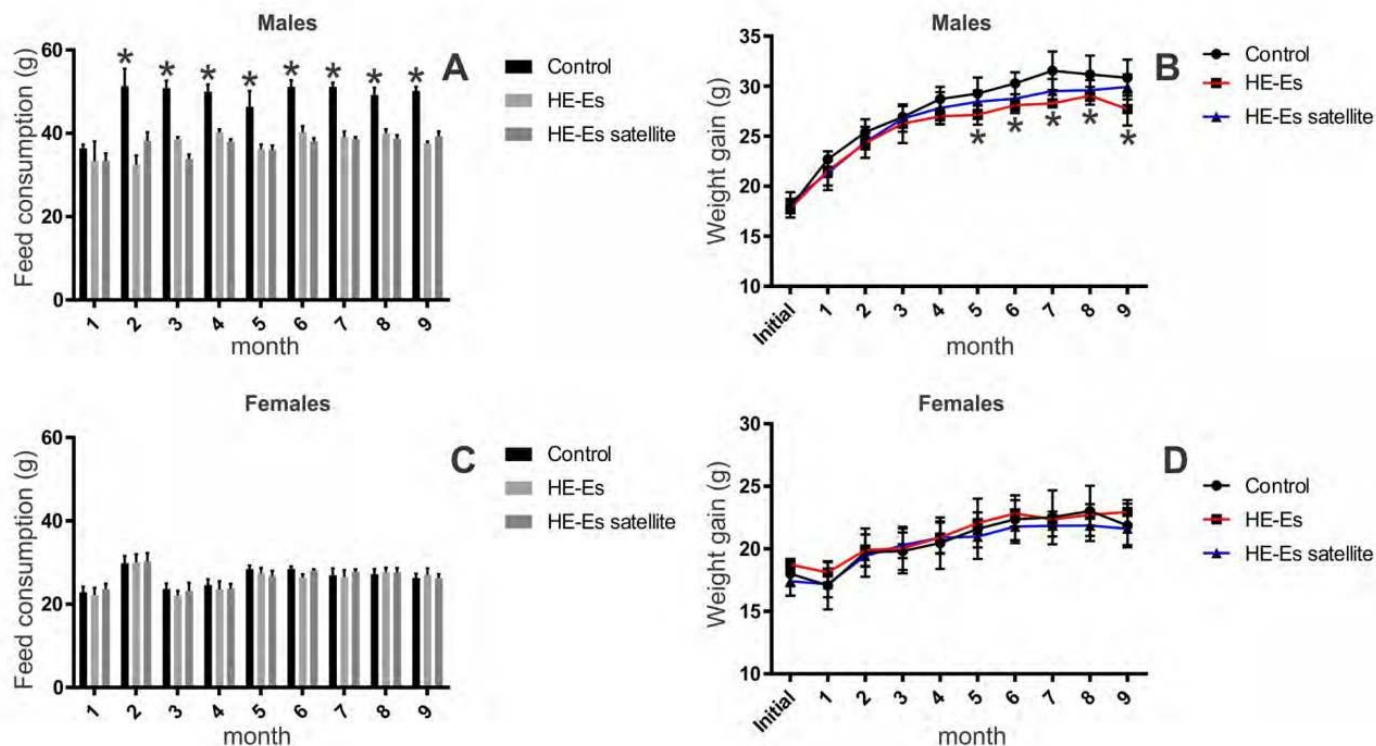 Males
A
Feed consumption (g)
60
40
20
0
* * * * * * * *
1 2 3 4 5 6 7 8 9
month
Control
HE-Es
HE-Es satellite
Males
B
Weight gain (g)
35
30
25
20
15
10
* * * * *
Initial 1 2 3 4 5 6 7 8 9
month
Control
HE-Es
HE-Es satellite
Females
C
Feed consumption (g)
60
40
20
0
1 2 3 4 5 6 7 8 9
month
Control
HE-Es
HE-Es satellite
Females
D
Weight gain (g)
30
25
20
15
10
Initial 1 2 3 4 5 6 7 8 9
month
Control
HE-Es
HE-Es satellite